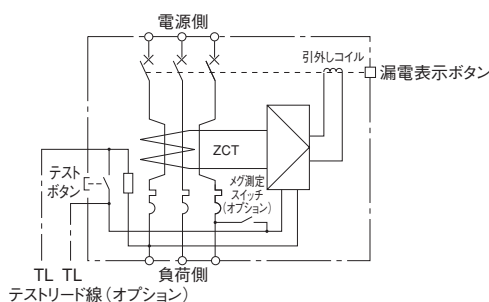 電源側
引外しコイル
漏電表示ボタン
ZCT
テスト
ボタン
メグ測定
スイッチ
(オプション)
TL TL
負荷側
テストリード線(オプション)